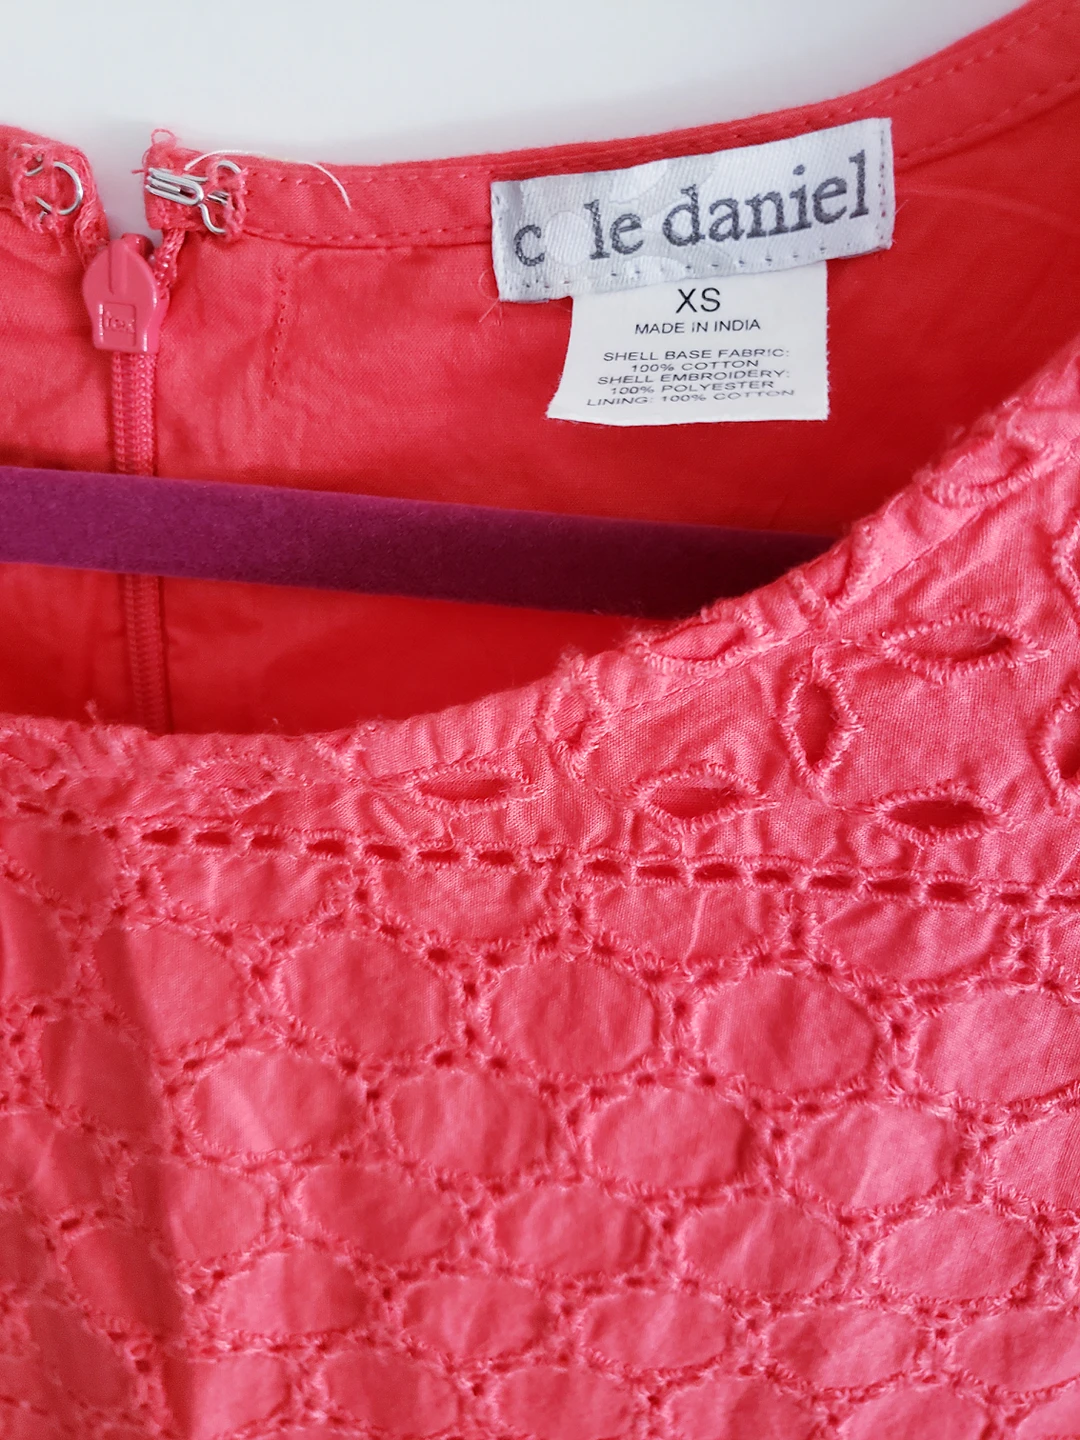 cole daniel
XS
MADE IN INDIA
SHELL BASE FABRIC:
100% COTTON
SHELL EMBROIDERY:
100% POLYESTER
LINING: 100% COTTON